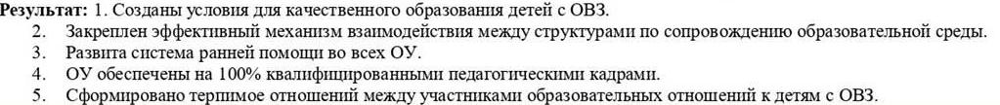 Результат: 1. Созданы условия для качественного образования детей с ОВЗ.
2. Закреплен эффективный механизм взаимодействия между структурами по сопровождению образовательной среды.
3. Развита система ранней помощи во всех ОУ.
4. ОУ обеспечены на 100% квалифицированными педагогическими кадрами.
5. Сформировано терпимое отношений между участниками образовательных отношений к детям с ОВЗ.